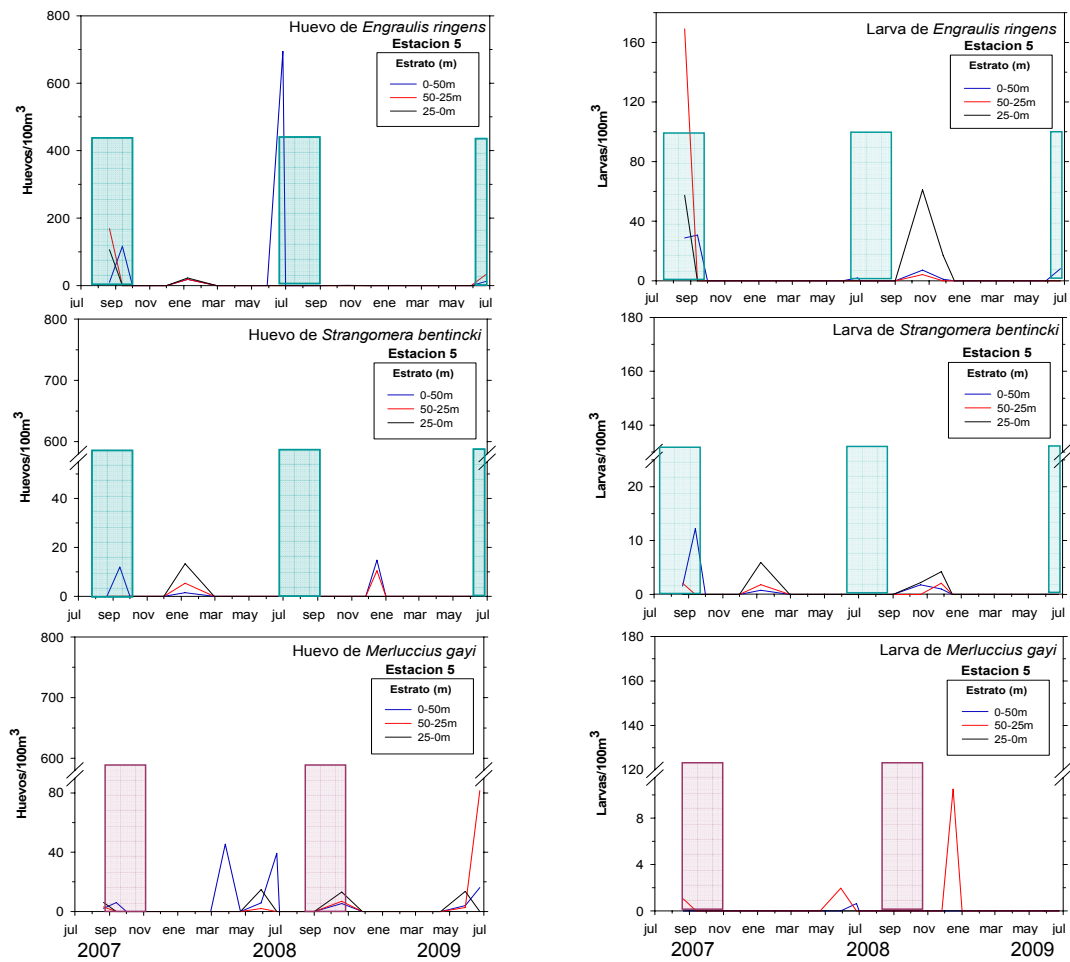 Huevo de Engraulis ringens
Estacion 5
Estrato (m)
0-50m
50-25m
25-0m
Huevos/100m³
800
600
400
200
0
jul sep nov ene mar may jul sep nov ene mar may jul
Larva de Engraulis ringens
Estacion 5
Estrato (m)
0-50m
50-25m
25-0m
Larvas/100m³
160
120
80
40
0
jul sep nov ene mar may jul sep nov ene mar may jul
Huevo de Strangomera bentincki
Estacion 5
Estrato (m)
0-50m
50-25m
25-0m
Huevos/100m³
800
700
600
40
20
0
jul sep nov ene mar may jul sep nov ene mar may jul
Larva de Strangomera bentincki
Estacion 5
Estrato (m)
0-50m
50-25m
25-0m
Larvas/100m³
180
160
140
20
10
0
jul sep nov ene mar may jul sep nov ene mar may jul
Huevo de Merluccius gayi
Estacion 5
Estrato (m)
0-50m
50-25m
25-0m
Huevos/100m³
800
700
600
80
40
0
jul sep nov ene mar may jul sep nov ene mar may jul
2007 2008 2009
Larva de Merluccius gayi
Estacion 5
Estrato (m)
0-50m
50-25m
25-0m
Larvas/100m³
180
160
140
120
8
4
0
jul sep nov ene mar may jul sep nov ene mar may jul
2007 2008 2009